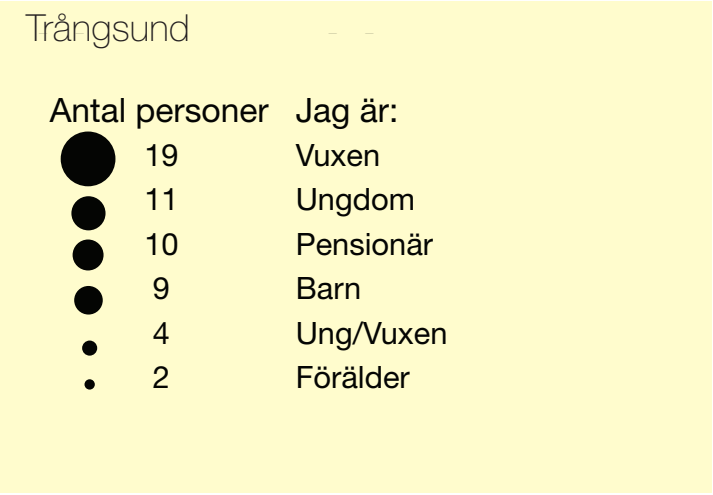 Trångsund
Antal personer Jag är:
19 Vuxen
11 Ungdom
10 Pensionär
9 Barn
4 Ung/Vuxen
2 Förälder